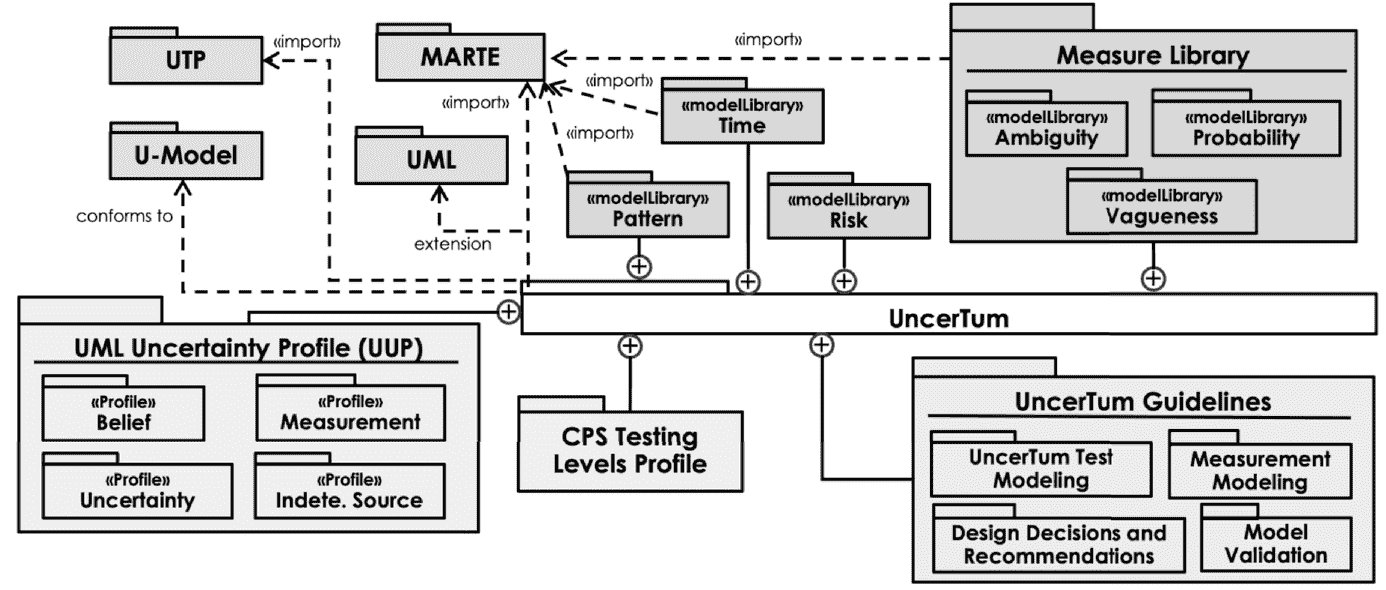 UTP
«import»
MARTE
«import»
Measure Library
«modelLibrary»
Ambiguity
«modelLibrary»
Probability
«modelLibrary»
Vagueness
«import»
«import»
«import»
«modelLibrary»
Time
U-Model
UML
«modelLibrary»
Pattern
«modelLibrary»
Risk
conforms to
extension
UncerTum
UML Uncertainty Profile (UUP)
«Profile»
Belief
«Profile»
Measurement
«Profile»
Uncertainty
«Profile»
Indete. Source
CPS Testing
Levels Profile
UncerTum Guidelines
UncerTum Test
Modeling
Measurement
Modeling
Design Decisions and
Recommendations
Model
Validation